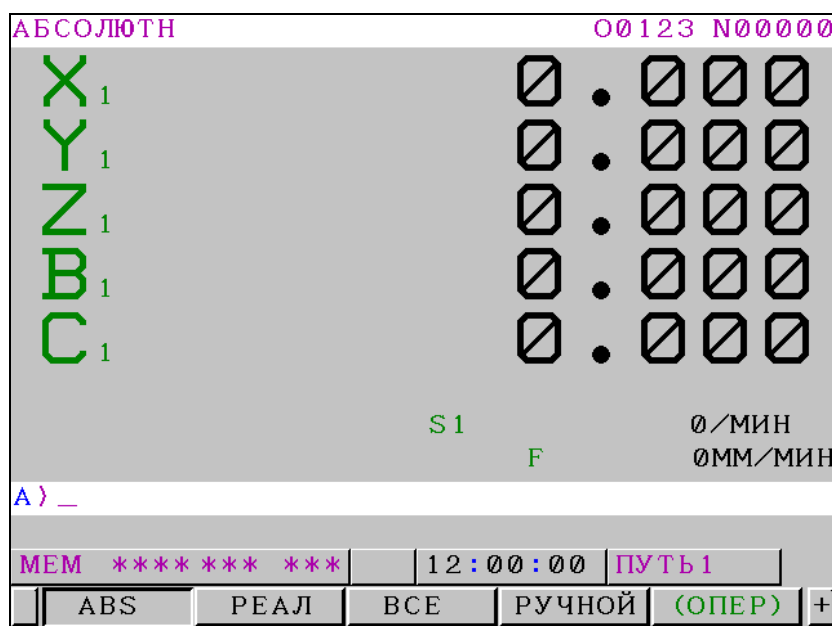 АБСОЛЮТН O0123 N00000
X1 0.000
Y1 0.000
Z1 0.000
B1 0.000
C1 0.000
S1 0/МИН
F 0ММ/МИН
A)_
MEM **** *** *** 12:00:00 ПУТЬ1
ABS РЕАЛ ВСЕ РУЧНОЙ (ОПЕР) +